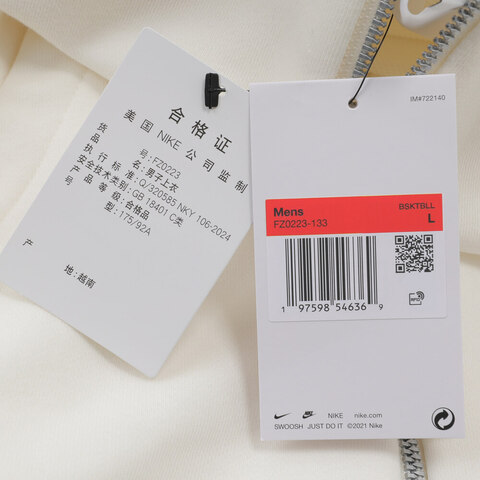 合格证
美国 NIKE 公司监制
货号: FZ0223
品名: 男子上衣
执行标准: Q/320585 NKY 106-2024
安全技术类别: GB 18401 C类
产品等级: 合格品
号型: 175/92A
产地: 越南
IM#722140
BSKTBLL
Mens L
FZ0223-133
RFID
1 97598 54636 9
NIKE nike.com
SWOOSH JUST DO IT ©2021 Nike